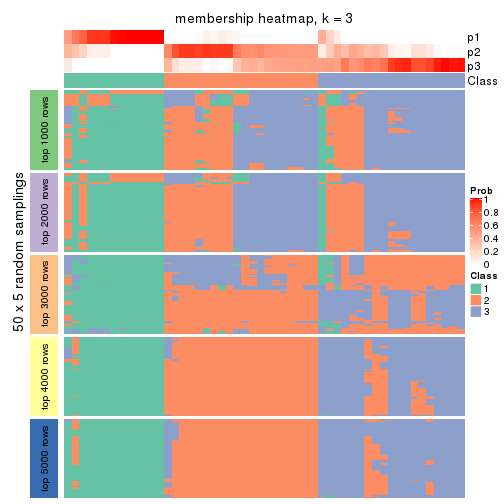 membership heatmap, k = 3
p1
p2
p3
Class
50 x 5 random samplings
top 1000 rows
top 2000 rows
top 3000 rows
top 4000 rows
top 5000 rows
Prob
1
0.8
0.6
0.4
0.2
0
Class
1
2
3